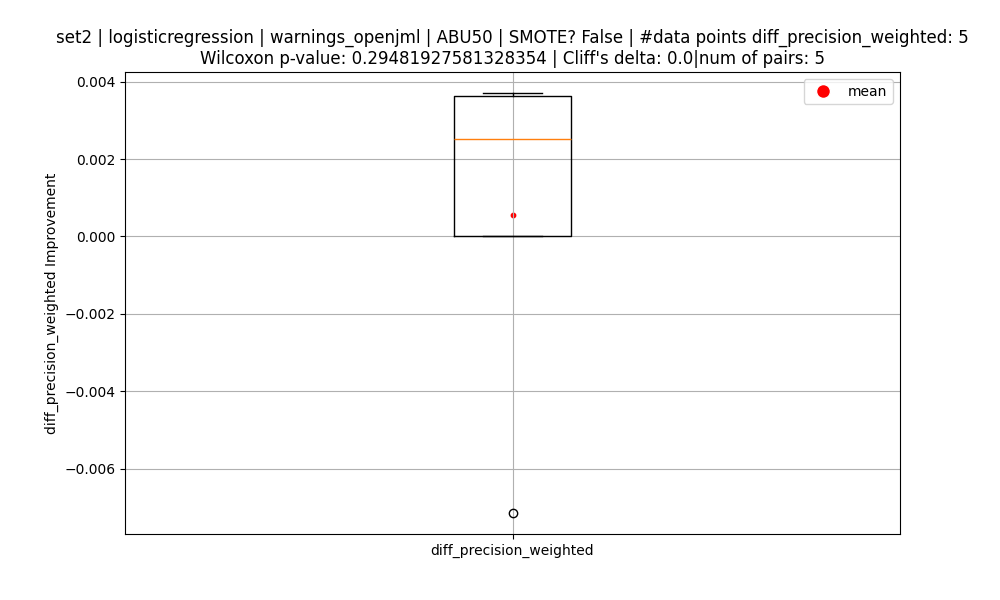 set2 | logisticregression | warnings_openjml | ABU50 | SMOTE? False | #data points diff_precision_weighted: 5
Wilcoxon p-value: 0.29481927581328354 | Cliff's delta: 0.0|num of pairs: 5
mean
0.004
0.002
0.000
−0.002
−0.004
−0.006
diff_precision_weighted Improvement
diff_precision_weighted